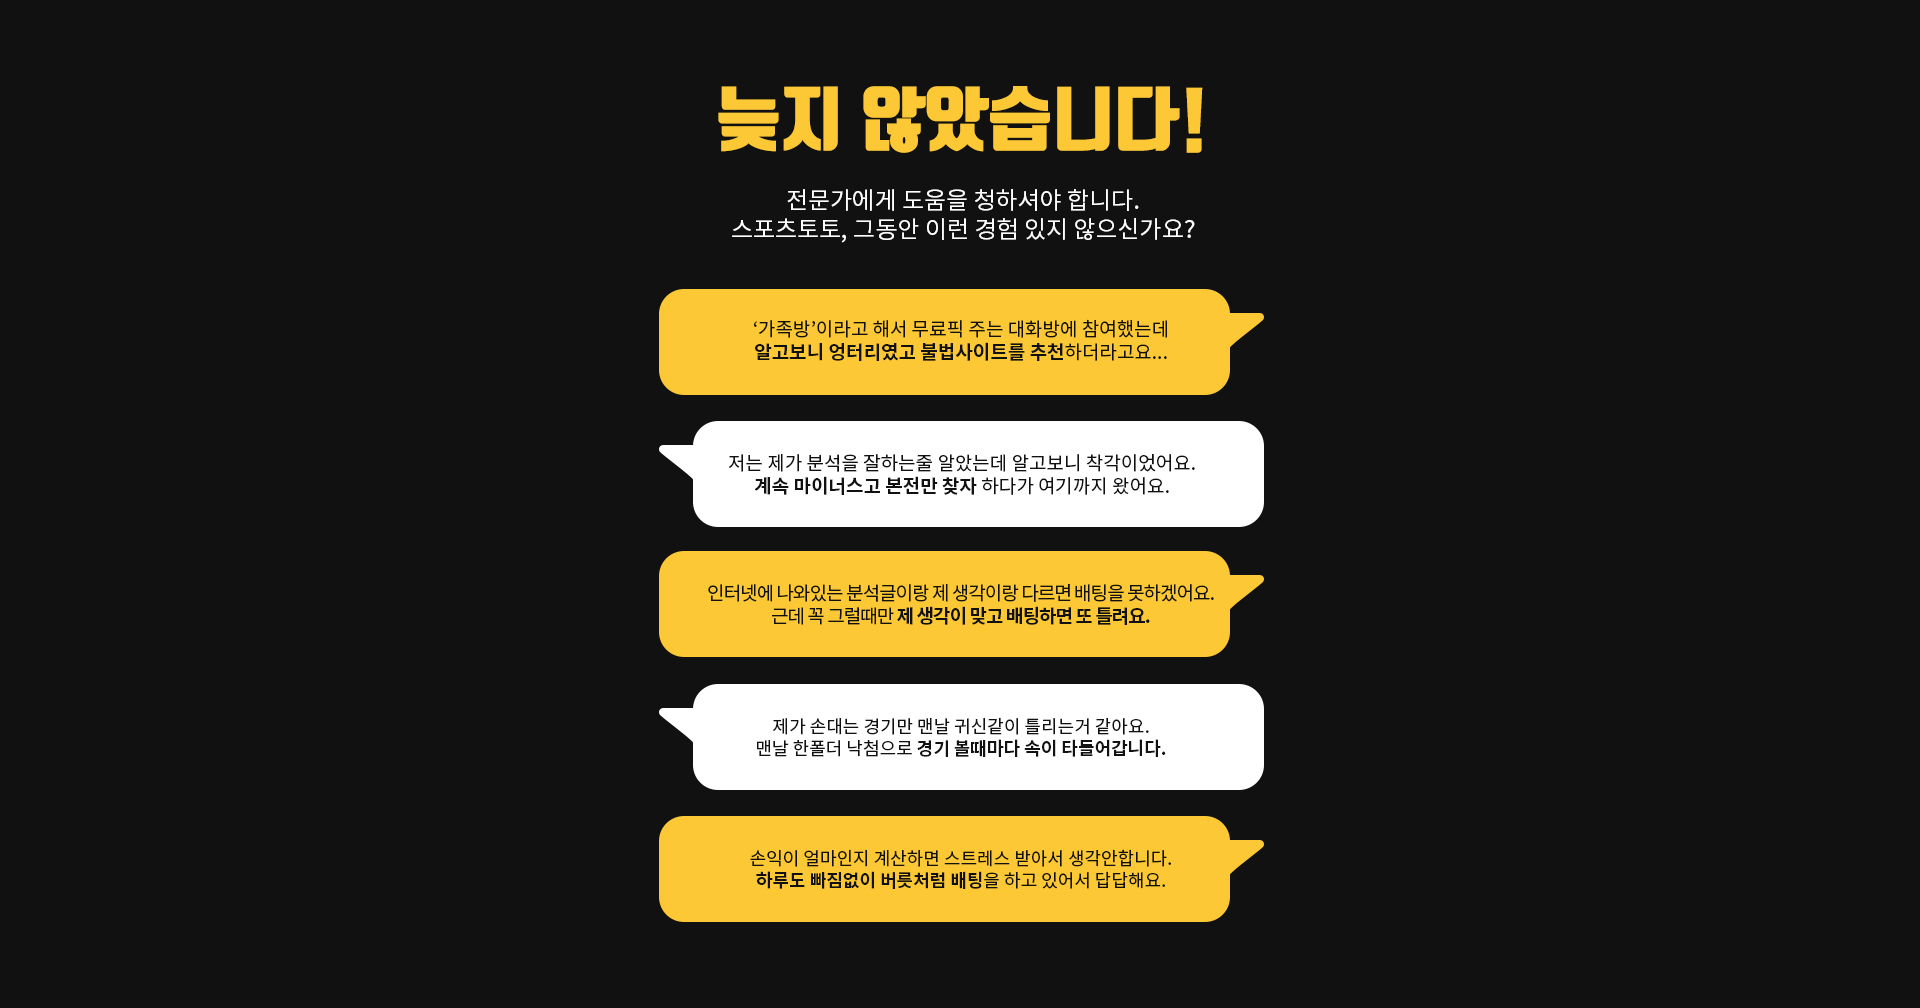 늦지 않았습니다!
전문가에게 도움을 청하셔야 합니다.
스포츠토토, 그동안 이런 경험 있지 않으신가요?
‘가족방’이라고 해서 무료픽 주는 대화방에 참여했는데
알고보니 엉터리였고 불법사이트를 추천하더라고요...
저는 제가 분석을 잘하는줄 알았는데 알고보니 착각이었어요.
계속 마이너스고 본전만 찾자 하다가 여기까지 왔어요.
인터넷에 나와있는 분석글이랑 제 생각이랑 다르면 배팅을 못하겠어요.
근데 꼭 그럴때만 제 생각이 맞고 배팅하면 또 틀려요.
제가 손대는 경기만 맨날 귀신같이 틀리는거 같아요.
맨날 한폴더 낙첨으로 경기 볼때마다 속이 타들어갑니다.
손익이 얼마인지 계산하면 스트레스 받아서 생각안합니다.
하루도 빠짐없이 버릇처럼 배팅을 하고 있어서 답답해요.